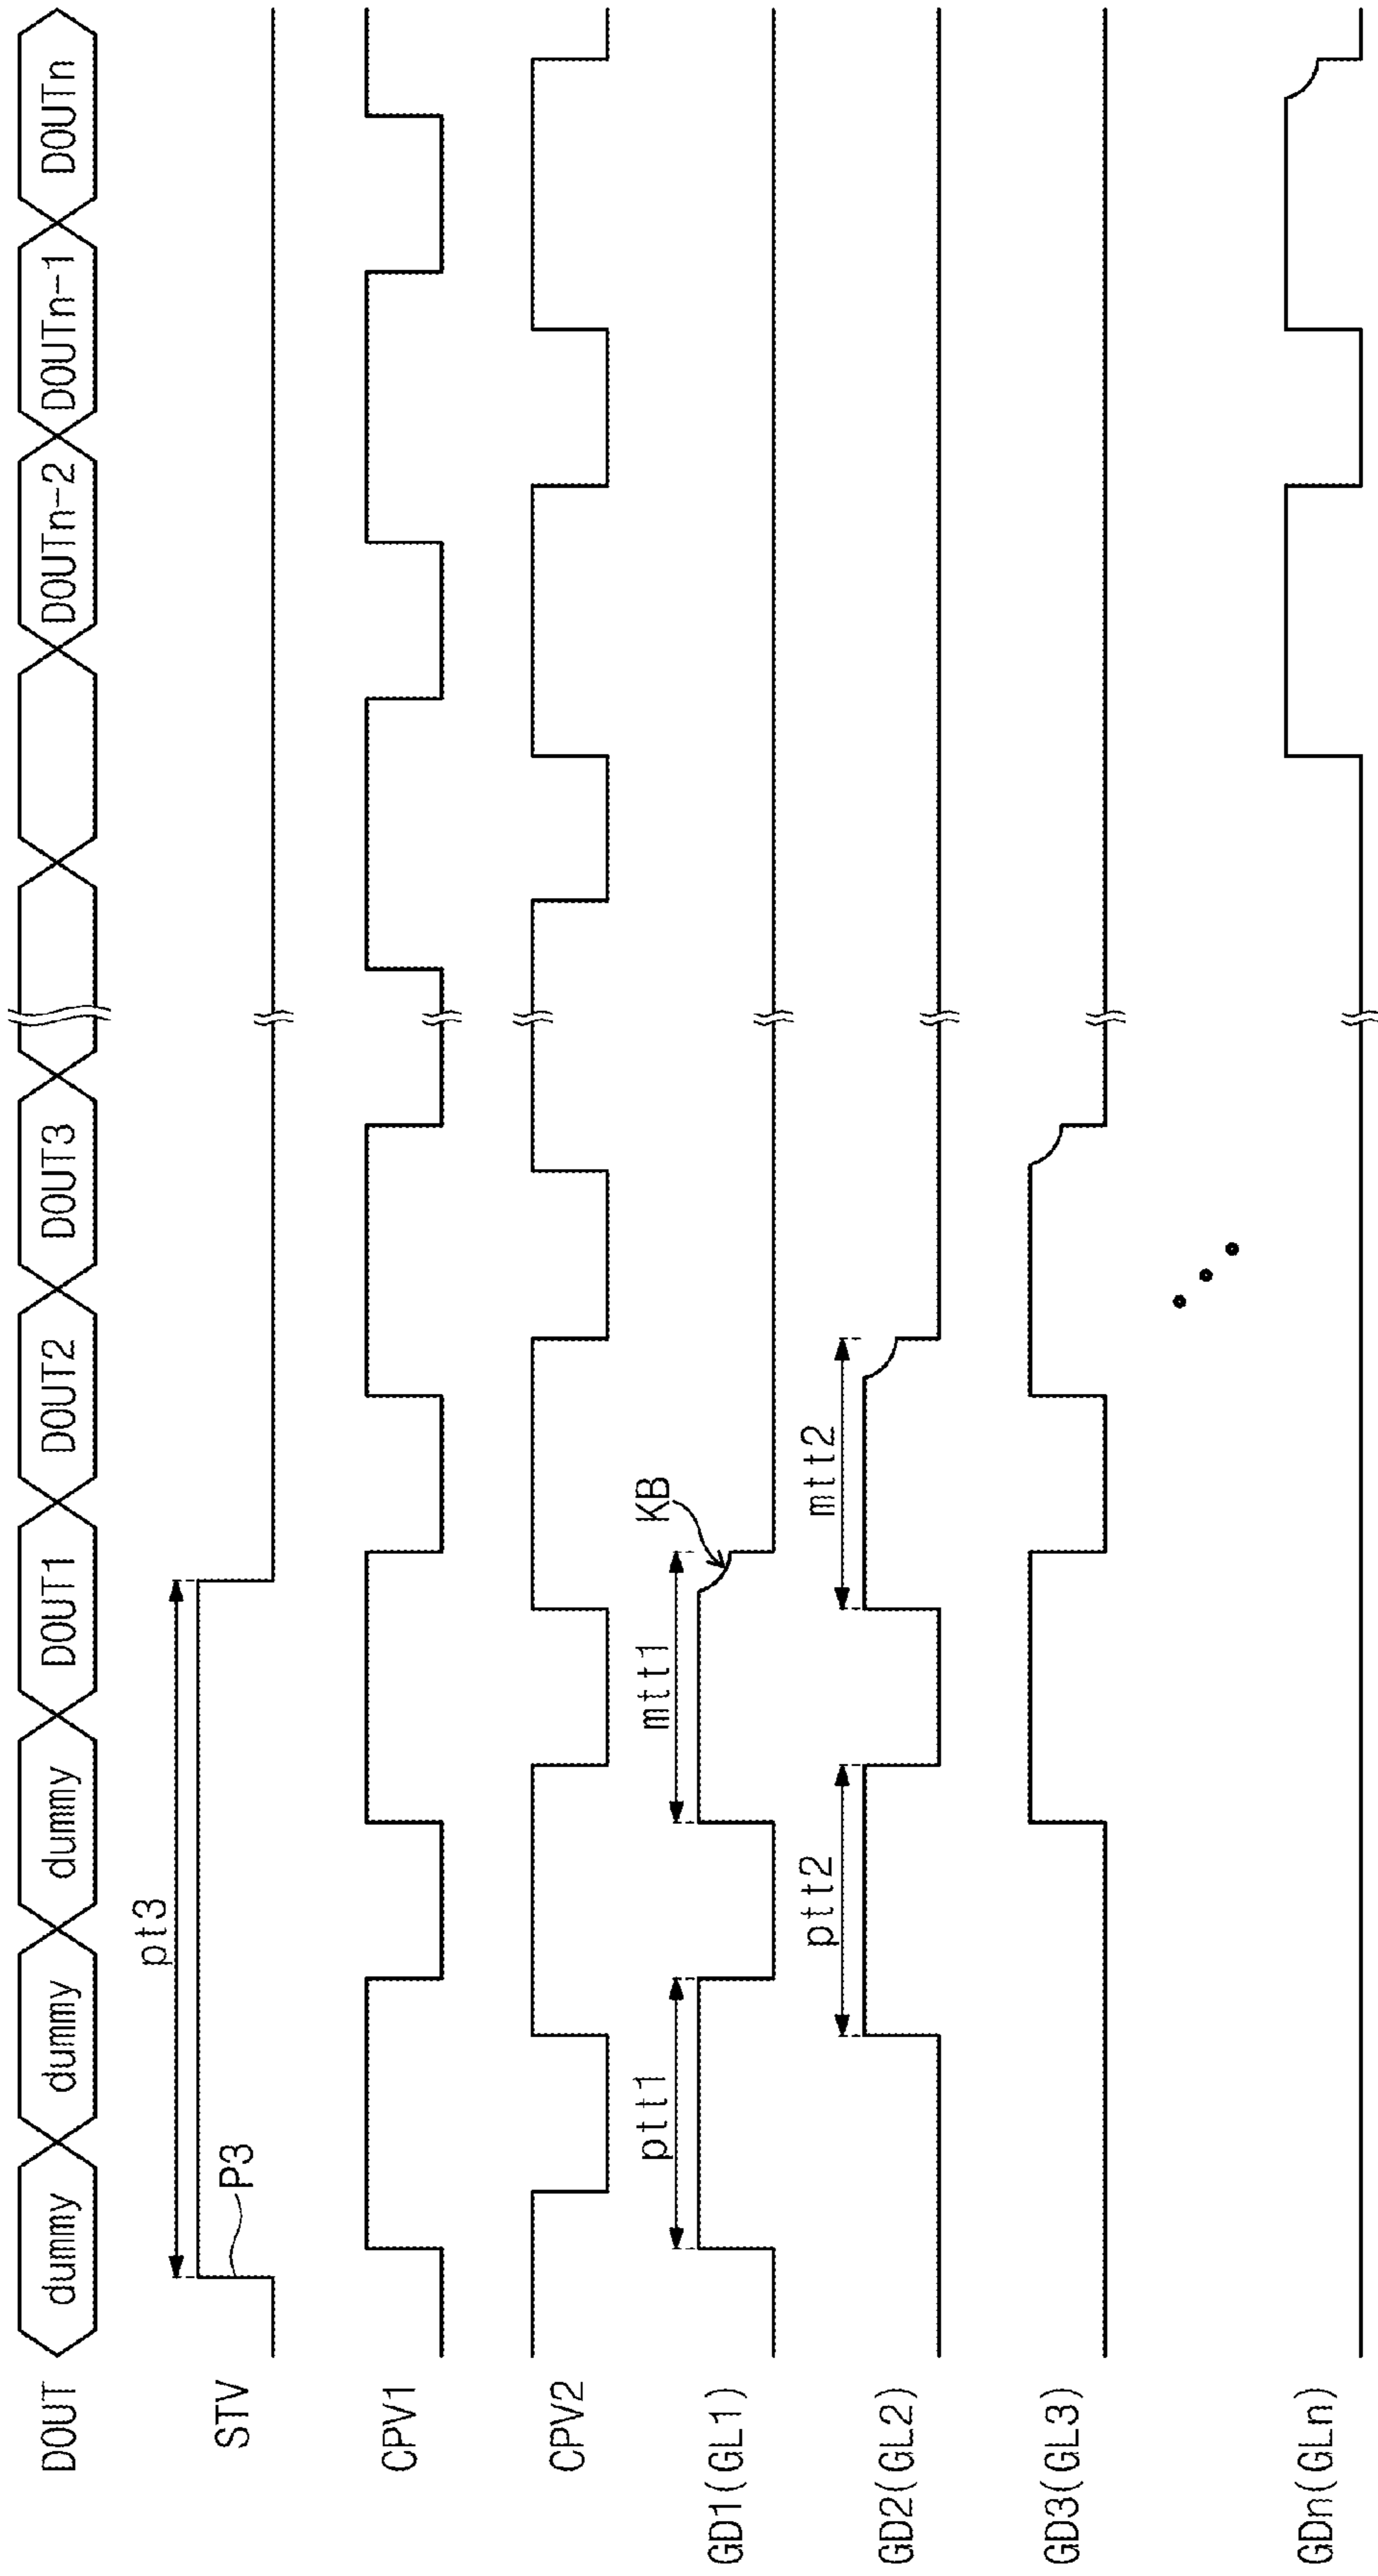 DOUT dummy dummy dummy DOUT1 DOUT2 DOUT3 DOUTn-2 DOUTn-1 DOUTn
pt3
STV P3
CPV1
CPV2
ptt1 mtt1 KB
GD1(GL1)
ptt2 mtt2
GD2(GL2)
GD3(GL3)
GDn(GLn)